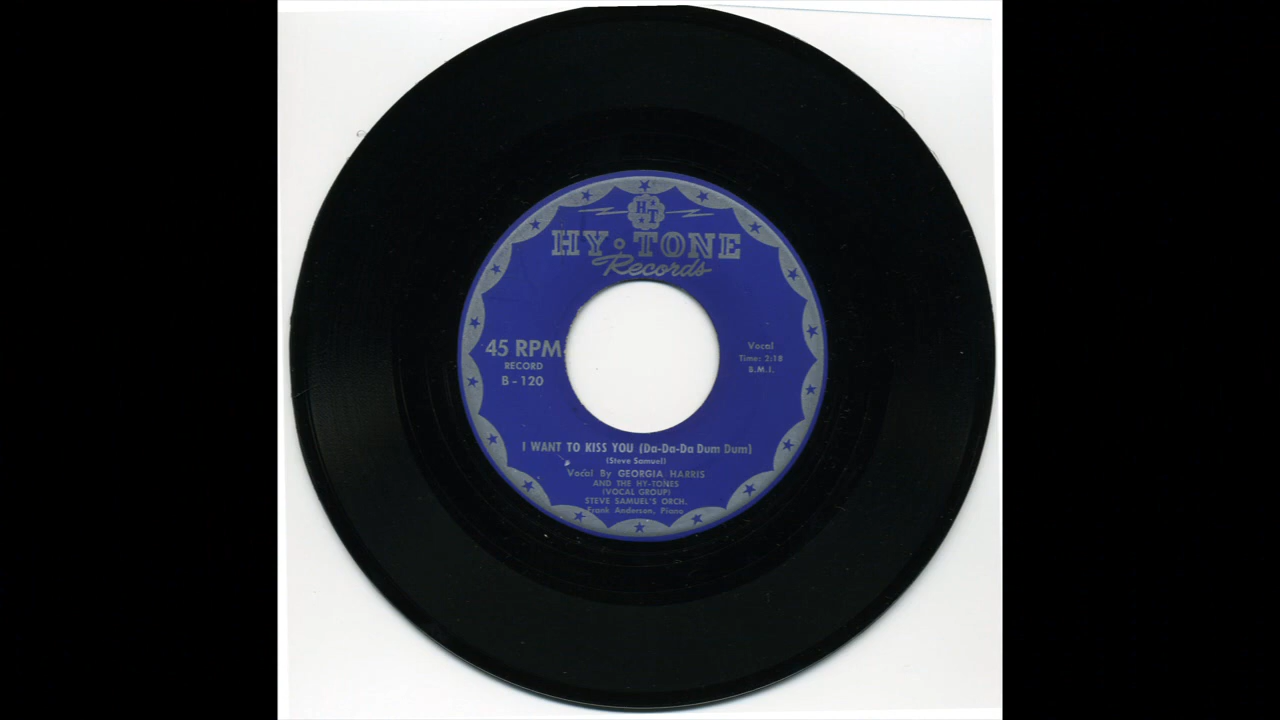 HT
HY·TONE
Records
45 RPM
RECORD
B-120
Vocal
Time: 2:18
B.M.I.
I WANT TO KISS YOU (Da-Da-Da Dum Dum)
(Steve Samuel)
Vocal By GEORGIA HARRIS
AND THE HY-TONES
(VOCAL GROUP)
STEVE SAMUEL'S ORCH.
Frank Anderson, Piano